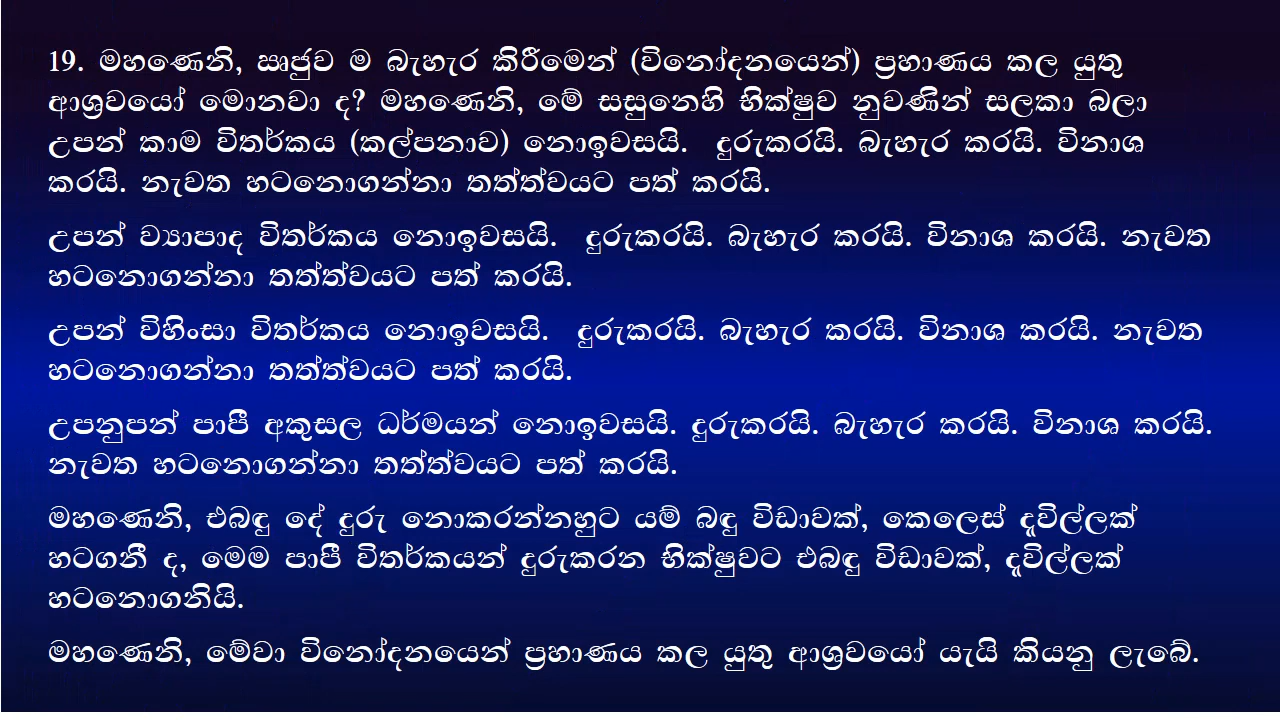 19. මහණෙනි, ඍජුව ම බැහැර කිරීමෙන් (විනෝදනයෙන්) ප්‍රහාණය කල යුතු
ආශ්‍රවයෝ මොනවා ද? මහණෙනි, මේ සසුනෙහි භික්ෂුව නුවණින් සලකා බලා
උපන් කාම විතර්කය (කල්පනාව) නොඉවසයි. දුරුකරයි. බැහැර කරයි. විනාශ
කරයි. නැවත හටනොගන්නා තත්ත්වයට පත් කරයි.
උපන් ව්‍යාපාද විතර්කය නොඉවසයි. දුරුකරයි. බැහැර කරයි. විනාශ කරයි. නැවත
හටනොගන්නා තත්ත්වයට පත් කරයි.
උපන් විහිංසා විතර්කය නොඉවසයි. දුරුකරයි. බැහැර කරයි. විනාශ කරයි. නැවත
හටනොගන්නා තත්ත්වයට පත් කරයි.
උපනුපන් පාපී අකුසල ධර්මයන් නොඉවසයි. දුරුකරයි. බැහැර කරයි. විනාශ කරයි.
නැවත හටනොගන්නා තත්ත්වයට පත් කරයි.
මහණෙනි, එබඳු දේ දුරු නොකරන්නහුට යම් බඳු විඩාවක්, කෙලෙස් දැවිල්ලක්
හටගනී ද, මෙම පාපී විතර්කයන් දුරුකරන භික්ෂුවට එබඳු විඩාවක්, දැවිල්ලක්
හටනොගනියි.
මහණෙනි, මේවා විනෝදනයෙන් ප්‍රහාණය කල යුතු ආශ්‍රවයෝ යැයි කියනු ලැබේ.